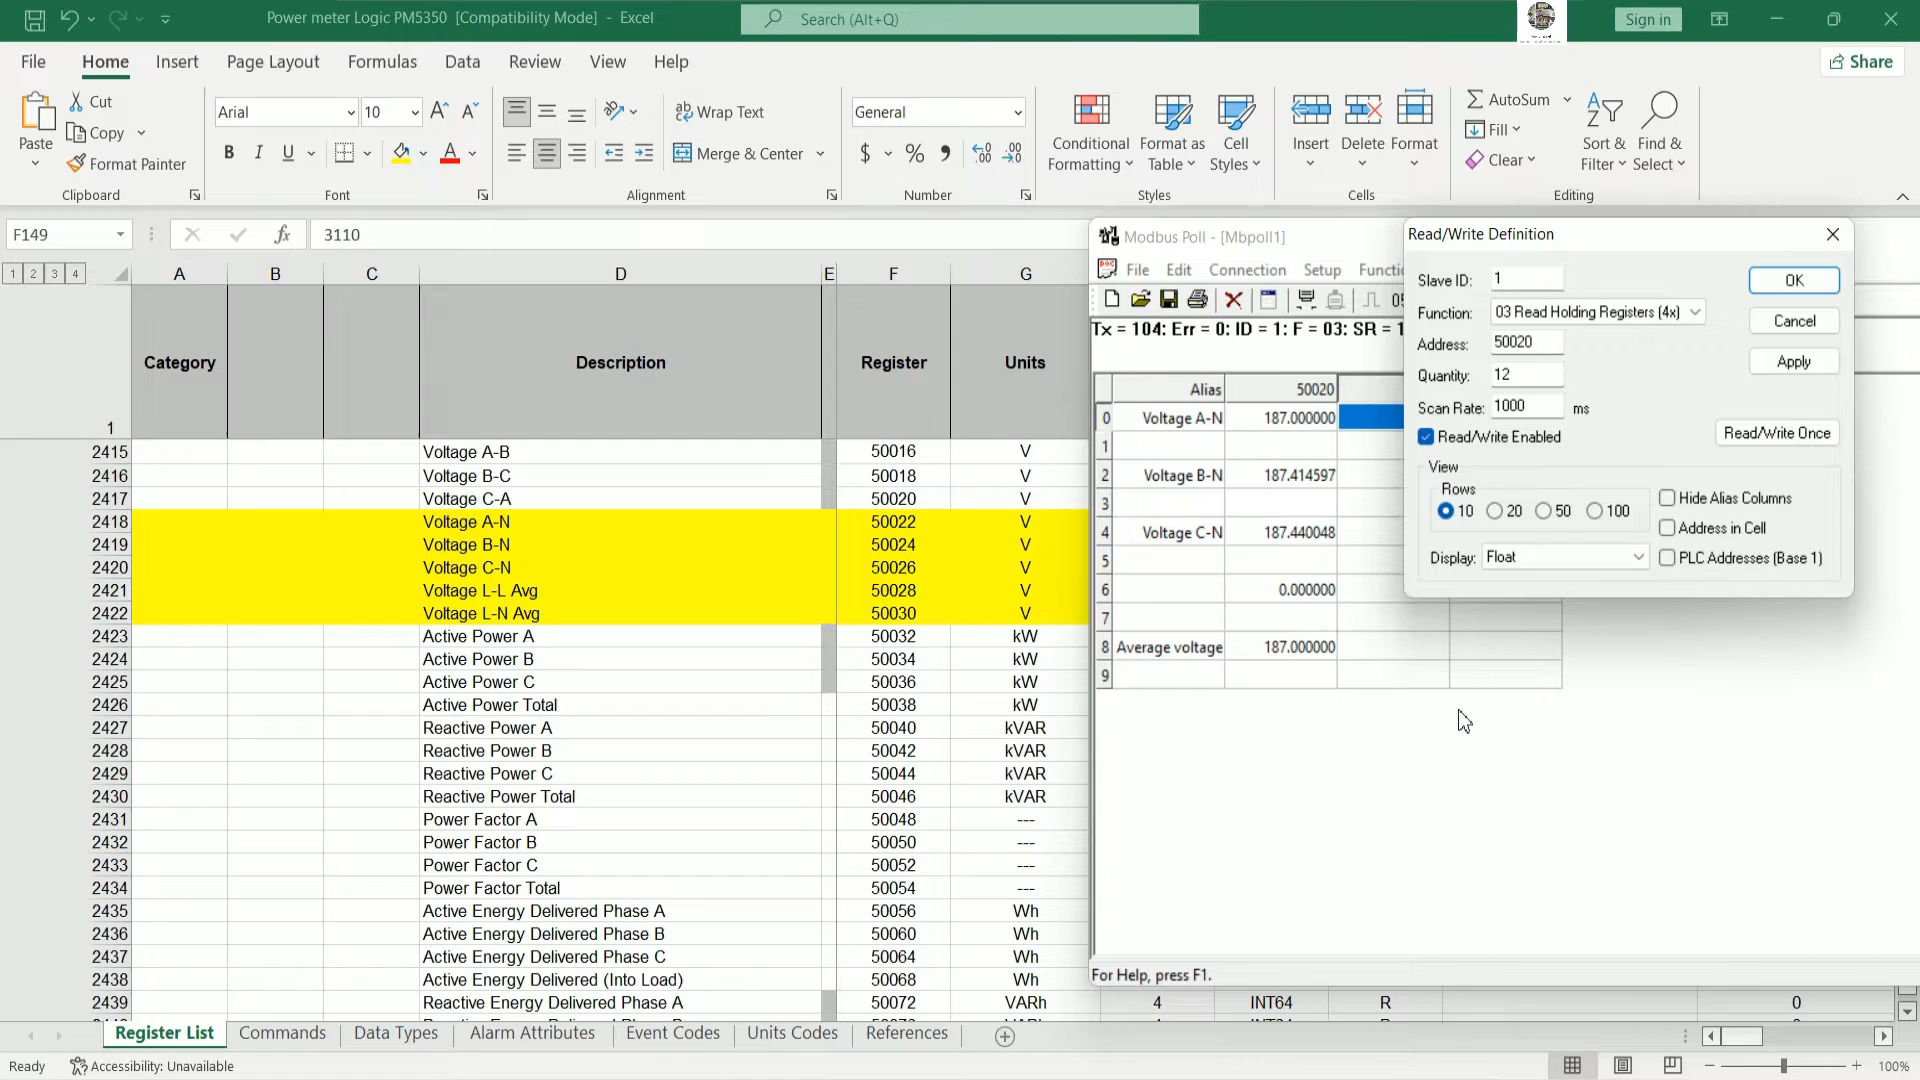 Power meter Logic PM5350 [Compatibility Mode] - Excel
Search (Alt+Q)
Sign in
File Home Insert Page Layout Formulas Data Review View Help
Share
Paste
Cut
Copy
Format Painter
Clipboard
Arial 10
B I U
Font
Wrap Text
Merge & Center
Alignment
General
$ % 9
Number
Conditional Formatting
Format as Table
Cell Styles
Styles
Insert Delete Format
Cells
AutoSum
Fill
Clear
Sort & Filter
Find & Select
Editing
F149 fx 3110
1 2 3 4 A B C D E F G
1 Category Description Register Units
2415 Voltage A-B 50016 V
2416 Voltage B-C 50018 V
2417 Voltage C-A 50020 V
2418 Voltage A-N 50022 V
2419 Voltage B-N 50024 V
2420 Voltage C-N 50026 V
2421 Voltage L-L Avg 50028 V
2422 Voltage L-N Avg 50030 V
2423 Active Power A 50032 kW
2424 Active Power B 50034 kW
2425 Active Power C 50036 kW
2426 Active Power Total 50038 kW
2427 Reactive Power A 50040 kVAR
2428 Reactive Power B 50042 kVAR
2429 Reactive Power C 50044 kVAR
2430 Reactive Power Total 50046 kVAR
2431 Power Factor A 50048 ---
2432 Power Factor B 50050 ---
2433 Power Factor C 50052 ---
2434 Power Factor Total 50054 ---
2435 Active Energy Delivered Phase A 50056 Wh
2436 Active Energy Delivered Phase B 50060 Wh
2437 Active Energy Delivered Phase C 50064 Wh
2438 Active Energy Delivered (Into Load) 50068 Wh
2439 Reactive Energy Delivered Phase A 50072 VARh 4 INT64 R 0
Modbus Poll - [Mbpoll1]
File Edit Connection Setup Functi
Tx = 104: Err = 0: ID = 1: F = 03: SR = 1
Alias 50020
0 Voltage A-N 187.000000
1
2 Voltage B-N 187.414597
3
4 Voltage C-N 187.440048
5
6 0.000000
7
8 Average voltage 187.000000
9
For Help, press F1.
Read/Write Definition
Slave ID: 1
OK
Function: 03 Read Holding Registers (4x)
Cancel
Address: 50020
Quantity: 12
Apply
Scan Rate: 1000 ms
Read/Write Enabled
Read/Write Once
View
Rows
10 20 50 100
Hide Alias Columns
Address in Cell
Display: Float
PLC Addresses (Base 1)
Register List Commands Data Types Alarm Attributes Event Codes Units Codes References
Ready Accessibility: Unavailable 100%